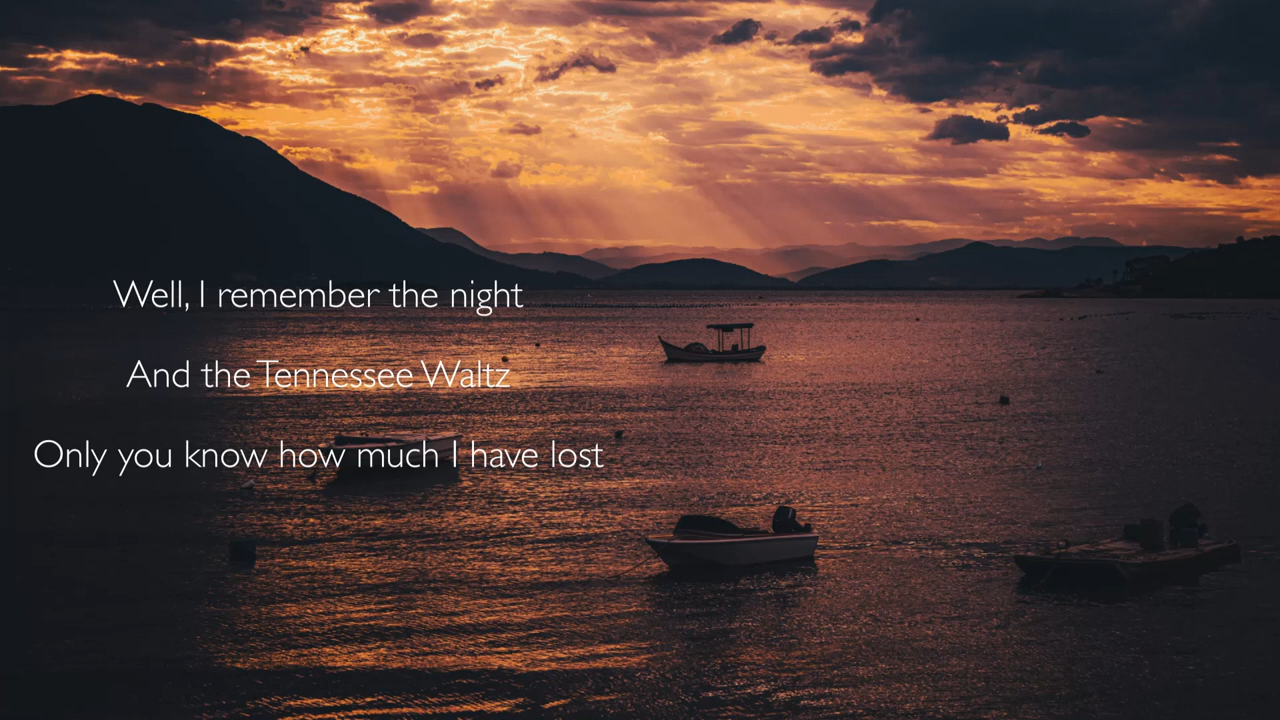 Well, I remember the night
And the Tennessee Waltz
Only you know how much I have lost